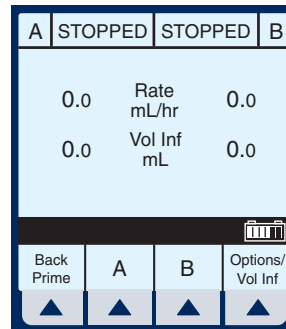 A STOPPED STOPPED B
0.0 Rate mL/hr 0.0
0.0 Vol Inf mL 0.0
Back Prime A B Options/ Vol Inf